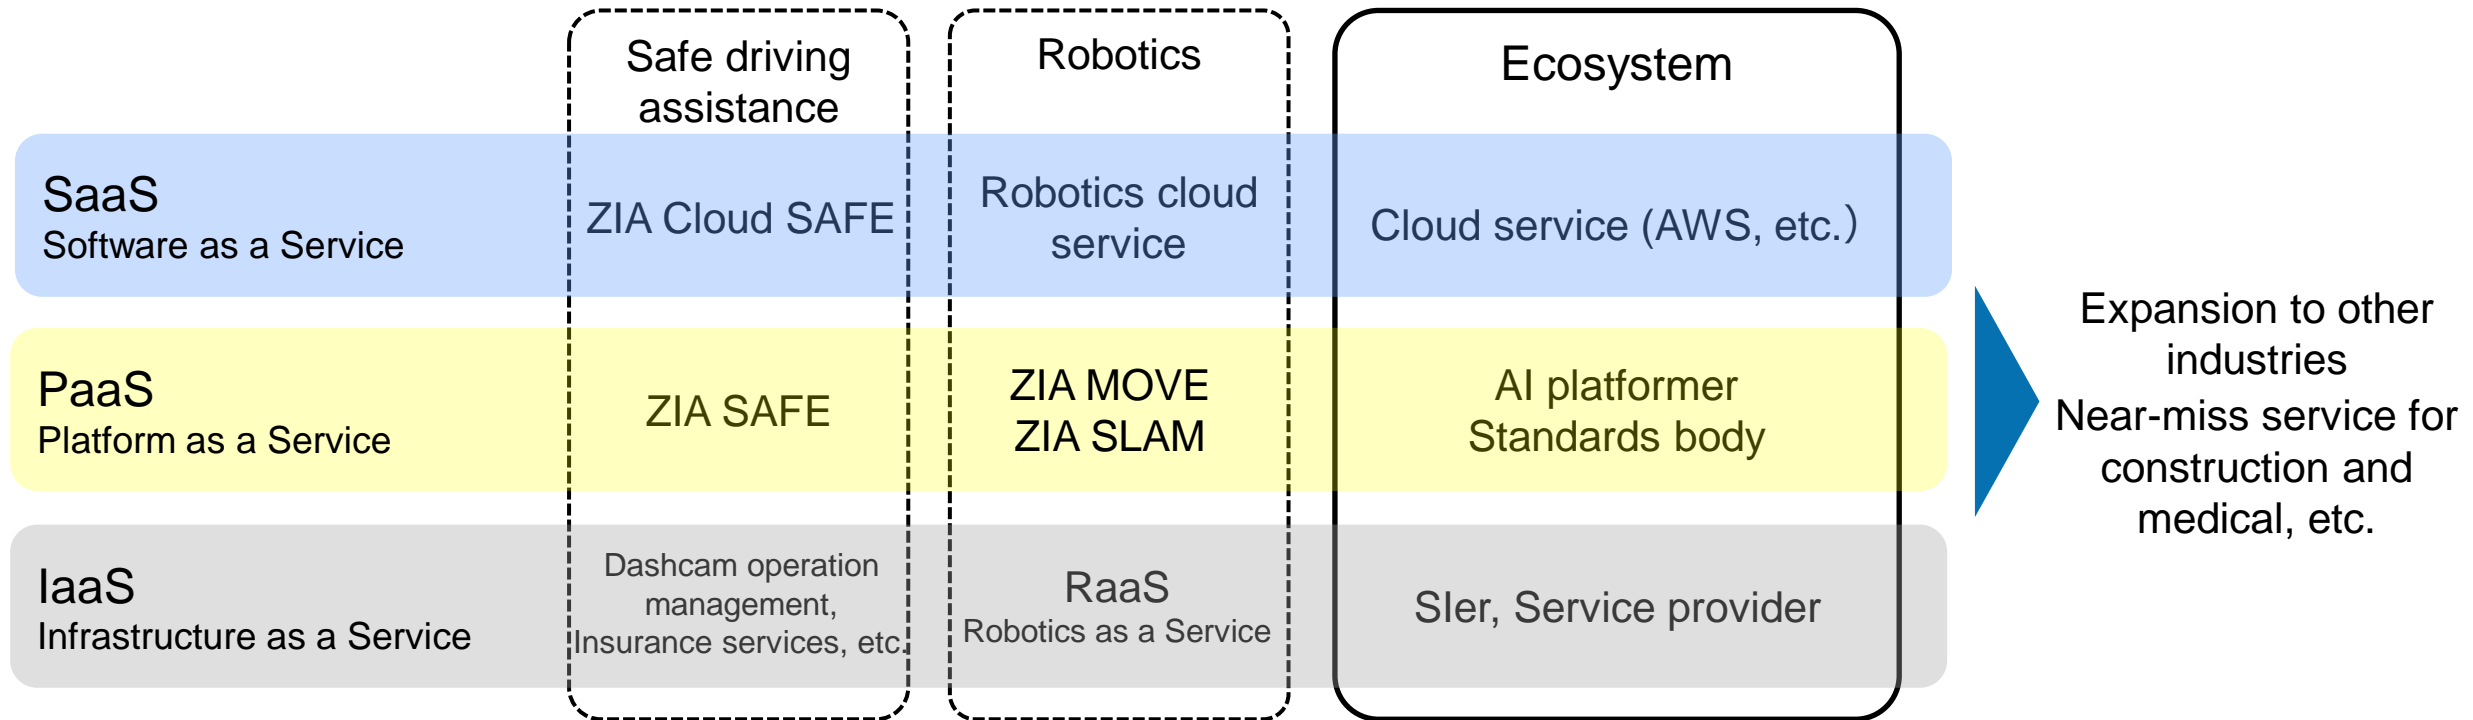 Safe driving
assistance
Robotics
Ecosystem
SaaS
Software as a Service
ZIA Cloud SAFE
Robotics cloud
service
Cloud service (AWS, etc.）
PaaS
Platform as a Service
ZIA SAFE
ZIA MOVE
ZIA SLAM
AI platformer
Standards body
IaaS
Infrastructure as a Service
Dashcam operation
management,
Insurance services, etc.
RaaS
Robotics as a Service
SIer, Service provider
Expansion to other
industries
Near-miss service for
construction and
medical, etc.